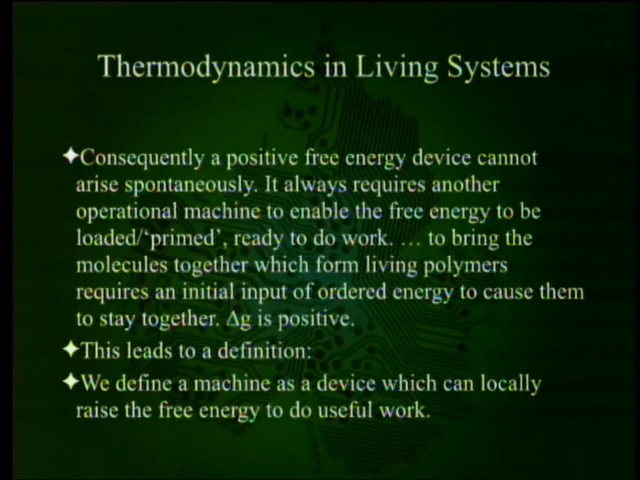 Thermodynamics in Living Systems
✦Consequently a positive free energy device cannot
arise spontaneously. It always requires another
operational machine to enable the free energy to be
loaded/‘primed’, ready to do work. … to bring the
molecules together which form living polymers
requires an initial input of ordered energy to cause them
to stay together. Δg is positive.
✦This leads to a definition:
✦We define a machine as a device which can locally
raise the free energy to do useful work.